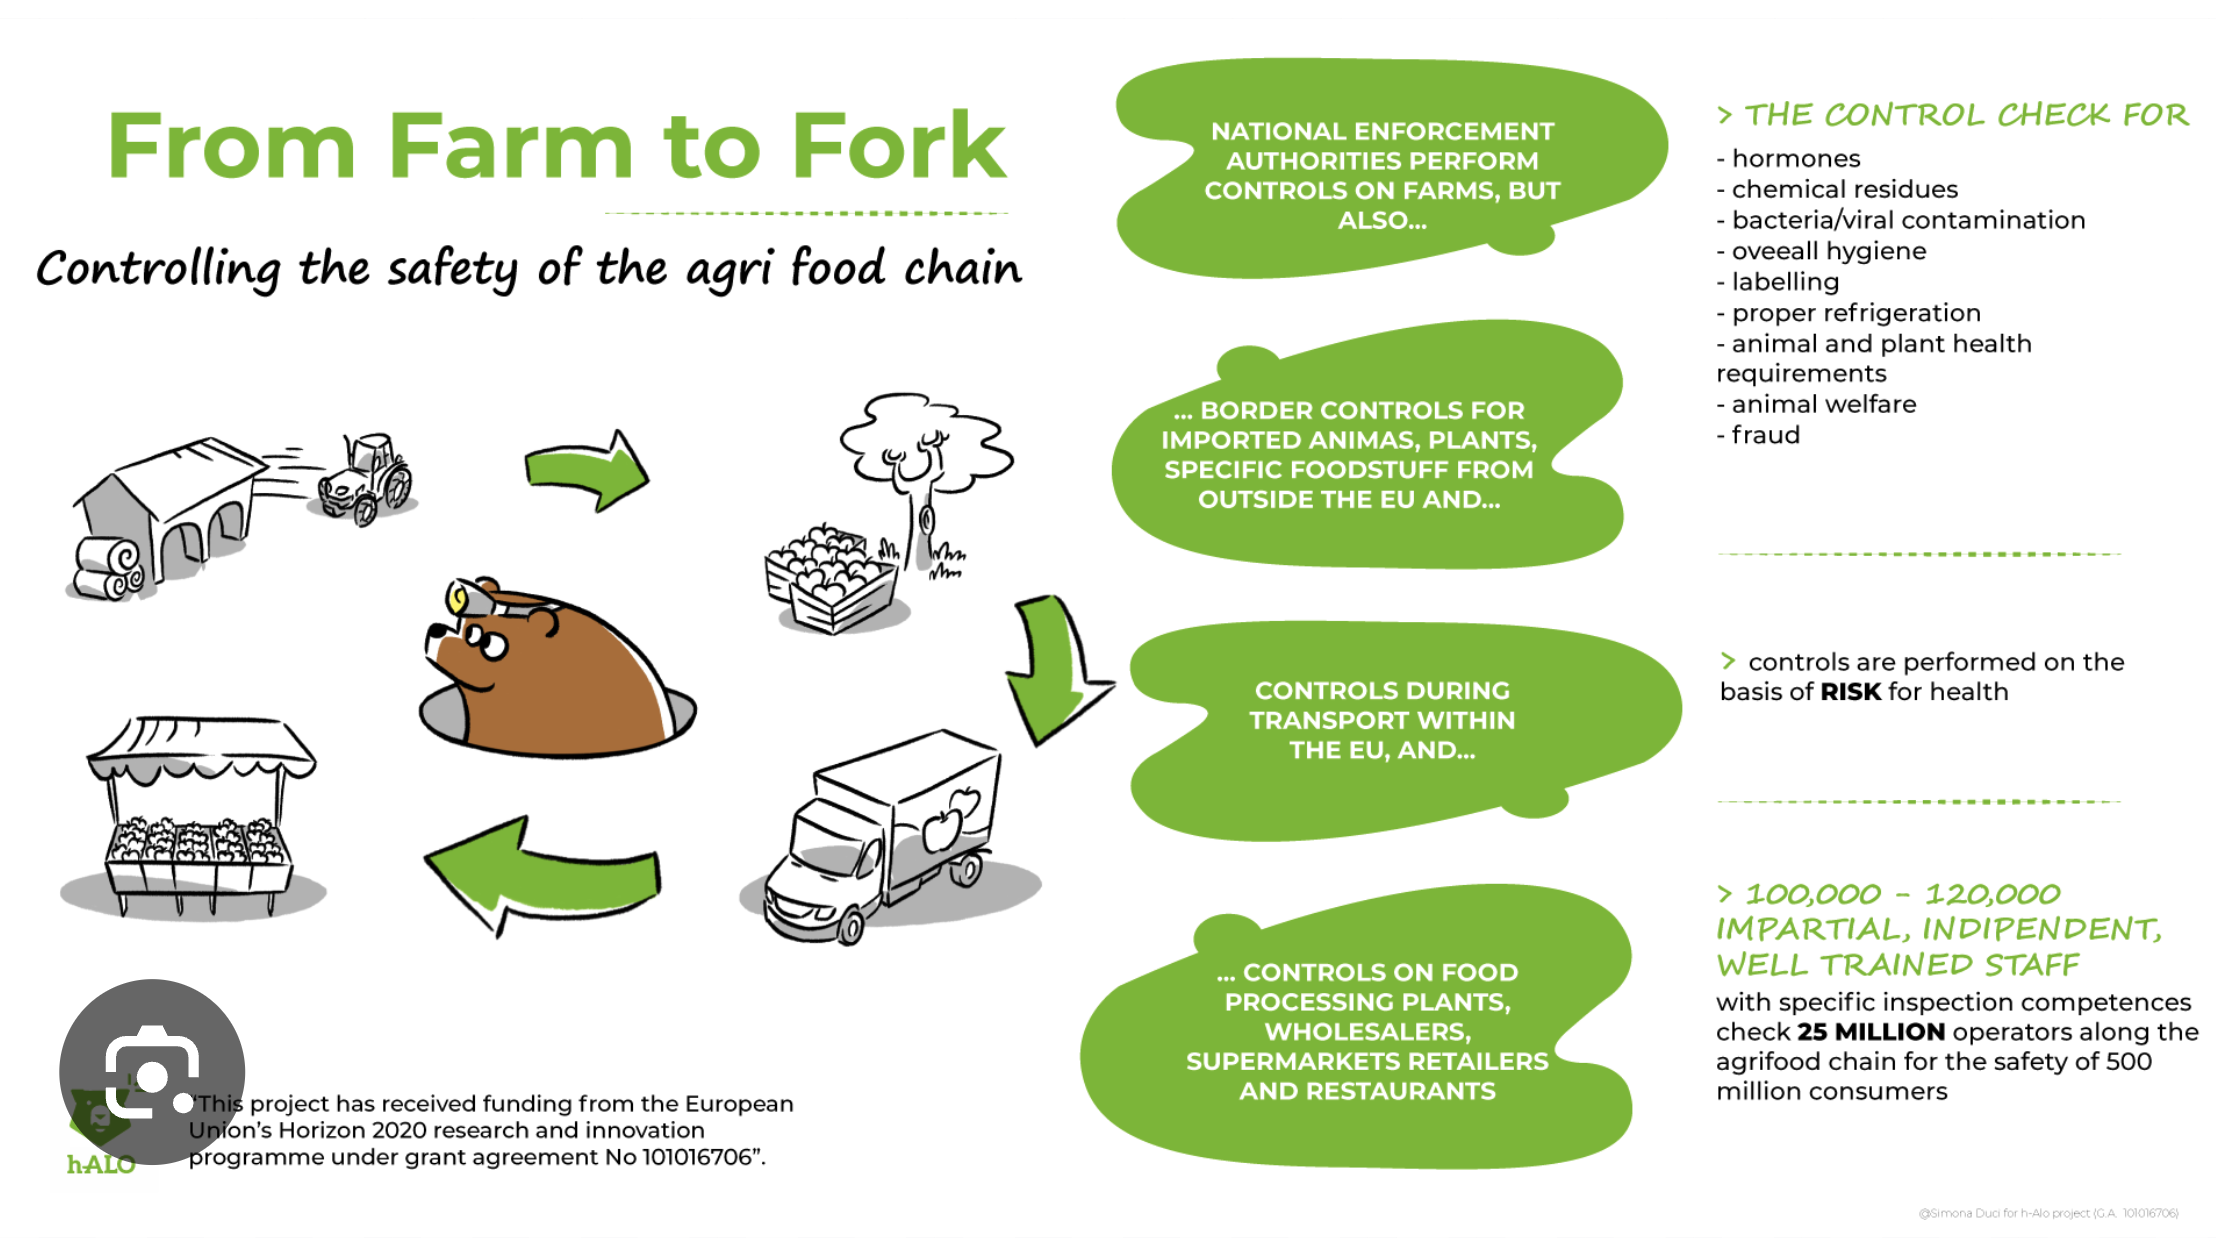 From Farm to Fork
Controlling the safety of the agri food chain
NATIONAL ENFORCEMENT
AUTHORITIES PERFORM
CONTROLS ON FARMS, BUT
ALSO...
... BORDER CONTROLS FOR
IMPORTED ANIMAS, PLANTS,
SPECIFIC FOODSTUFF FROM
OUTSIDE THE EU AND...
CONTROLS DURING
TRANSPORT WITHIN
THE EU, AND...
... CONTROLS ON FOOD
PROCESSING PLANTS,
WHOLESALERS,
SUPERMARKETS RETAILERS
AND RESTAURANTS
> THE CONTROL CHECK FOR
- hormones
- chemical residues
- bacteria/viral contamination
- oveeall hygiene
- labelling
- proper refrigeration
- animal and plant health
requirements
- animal welfare
- fraud
> controls are performed on the
basis of RISK for health
> 100,000 - 120,000
IMPARTIAL, INDIPENDENT,
WELL TRAINED STAFF
with specific inspection competences
check 25 MILLION operators along the
agrifood chain for the safety of 500
million consumers
h-ALO
"This project has received funding from the European
Union's Horizon 2020 research and innovation
programme under grant agreement No 101016706".
@Simona Duci for h-Alo project (G.A. 101016706)